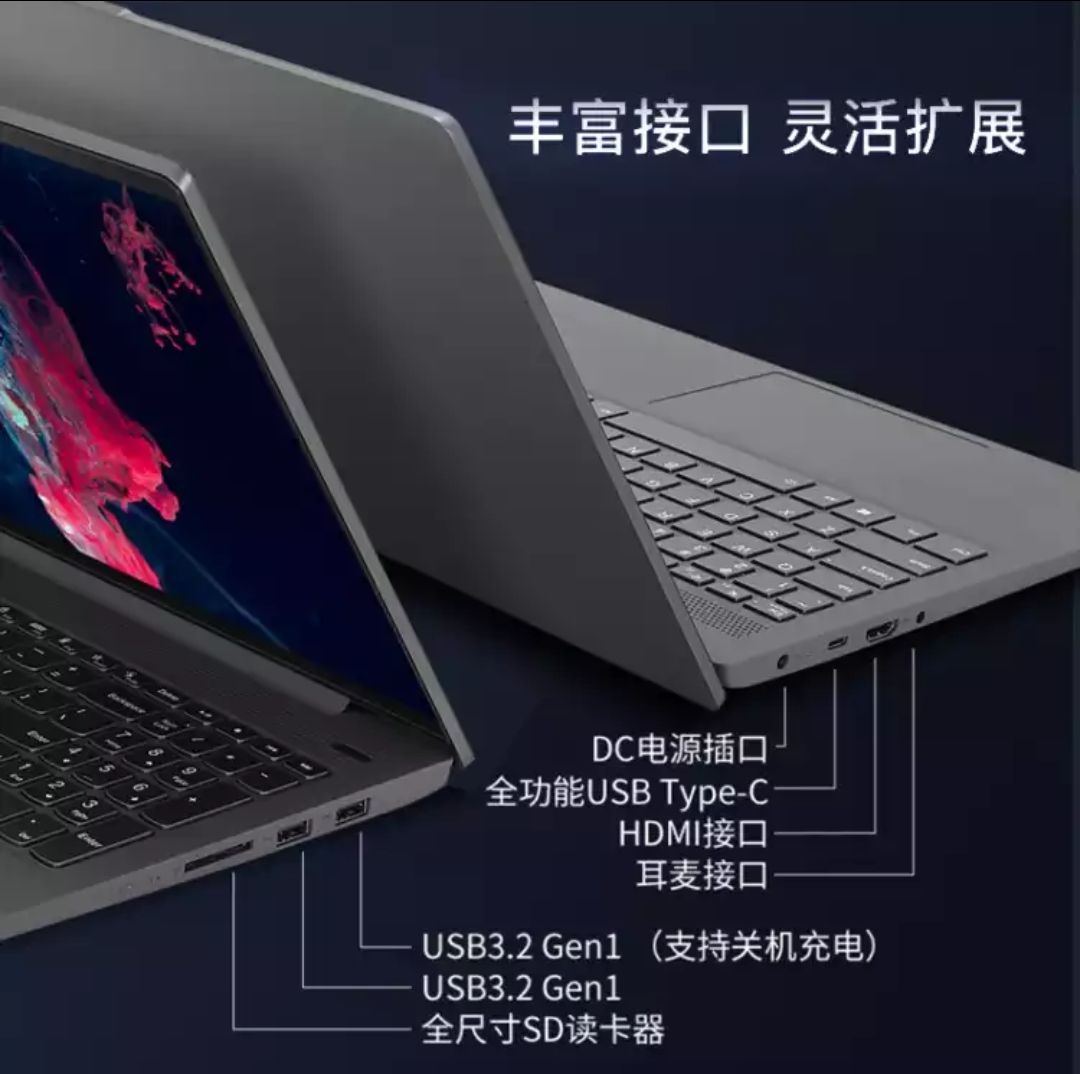 丰富接口 灵活扩展
DC电源插口
全功能USB Type-C
HDMI接口
耳麦接口
USB3.2 Gen1 （支持关机充电）
USB3.2 Gen1
全尺寸SD读卡器